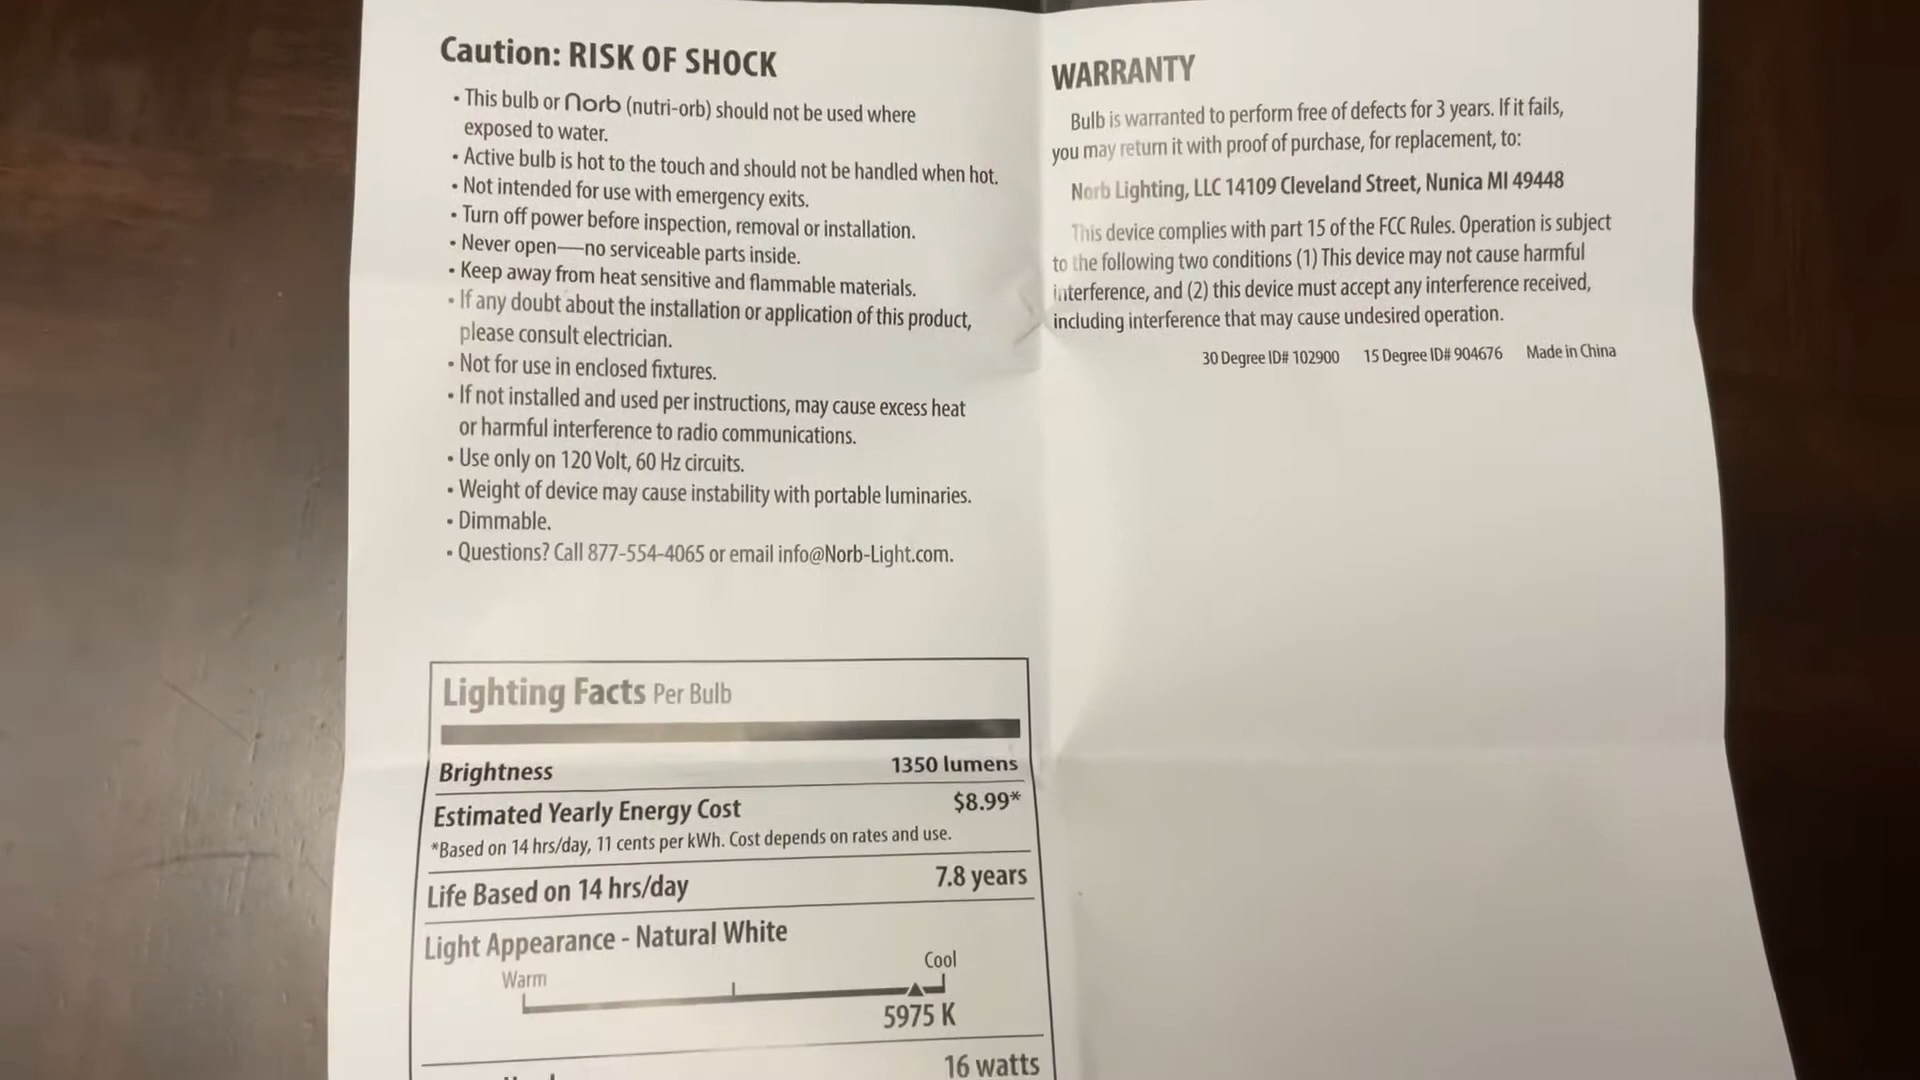 Caution: RISK OF SHOCK
• This bulb or Norb (nutri-orb) should not be used where
exposed to water.
• Active bulb is hot to the touch and should not be handled when hot.
• Not intended for use with emergency exits.
• Turn off power before inspection, removal or installation.
• Never open—no serviceable parts inside.
• Keep away from heat sensitive and flammable materials.
• If any doubt about the installation or application of this product,
please consult electrician.
• Not for use in enclosed fixtures.
• If not installed and used per instructions, may cause excess heat
or harmful interference to radio communications.
• Use only on 120 Volt, 60 Hz circuits.
• Weight of device may cause instability with portable luminaries.
• Dimmable.
• Questions? Call 877-554-4065 or email info@Norb-Light.com.
WARRANTY
Bulb is warranted to perform free of defects for 3 years. If it fails,
you may return it with proof of purchase, for replacement, to:
Norb Lighting, LLC 14109 Cleveland Street, Nunica MI 49448
This device complies with part 15 of the FCC Rules. Operation is subject
to the following two conditions (1) This device may not cause harmful
interference, and (2) this device must accept any interference received,
including interference that may cause undesired operation.
30 Degree ID# 102900 15 Degree ID# 904676 Made in China
Lighting Facts Per Bulb
Brightness 1350 lumens
Estimated Yearly Energy Cost $8.99*
*Based on 14 hrs/day, 11 cents per kWh. Cost depends on rates and use.
Life Based on 14 hrs/day 7.8 years
Light Appearance - Natural White
Warm Cool
5975 K
16 watts